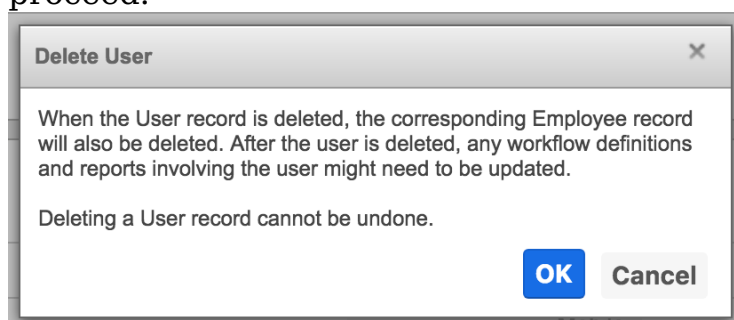 proceed.
Delete User
×
When the User record is deleted, the corresponding Employee record
will also be deleted. After the user is deleted, any workflow definitions
and reports involving the user might need to be updated.
Deleting a User record cannot be undone.
OK Cancel